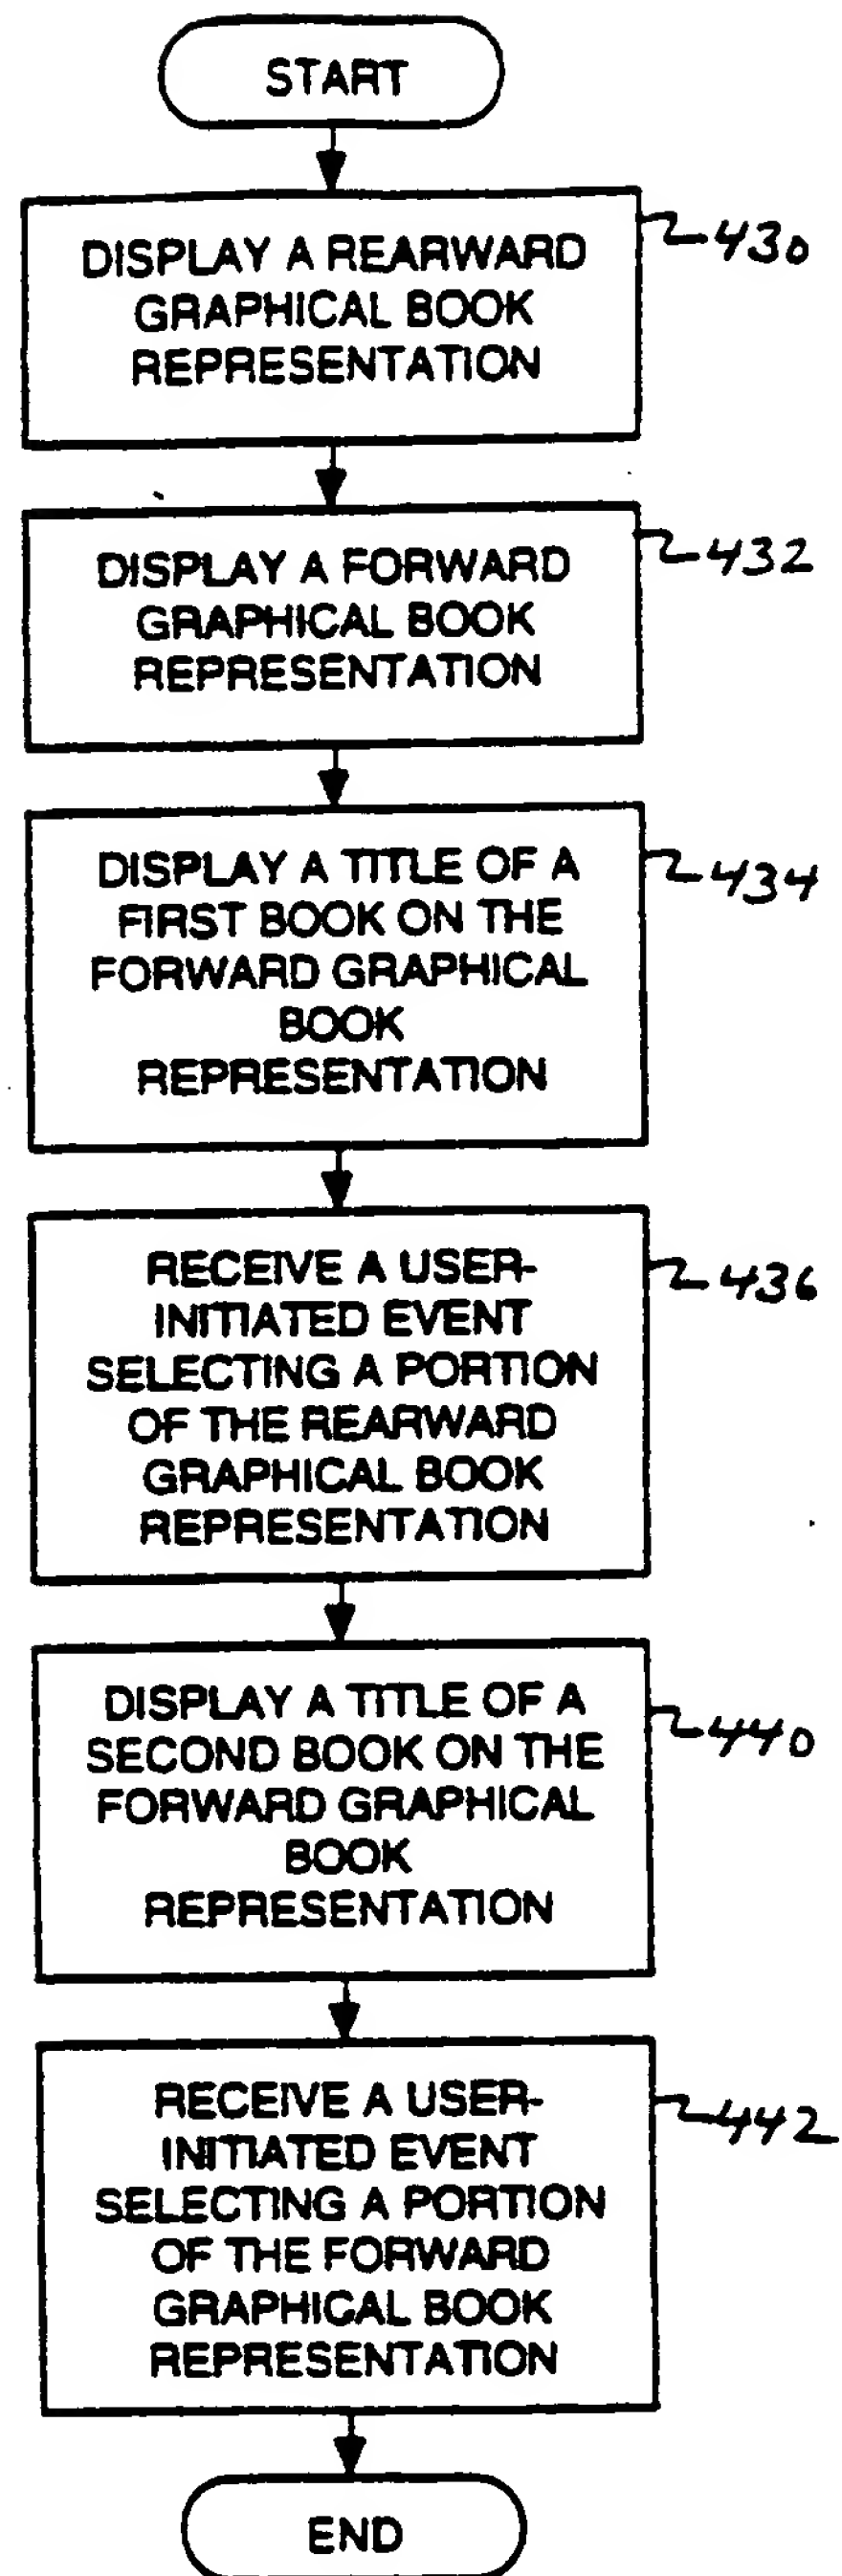 START
DISPLAY A REARWARD
GRAPHICAL BOOK
REPRESENTATION
430
DISPLAY A FORWARD
GRAPHICAL BOOK
REPRESENTATION
432
DISPLAY A TITLE OF A
FIRST BOOK ON THE
FORWARD GRAPHICAL
BOOK
REPRESENTATION
434
RECEIVE A USER-
INITIATED EVENT
SELECTING A PORTION
OF THE REARWARD
GRAPHICAL BOOK
REPRESENTATION
436
DISPLAY A TITLE OF A
SECOND BOOK ON THE
FORWARD GRAPHICAL
BOOK
REPRESENTATION
440
RECEIVE A USER-
INITIATED EVENT
SELECTING A PORTION
OF THE FORWARD
GRAPHICAL BOOK
REPRESENTATION
442
END